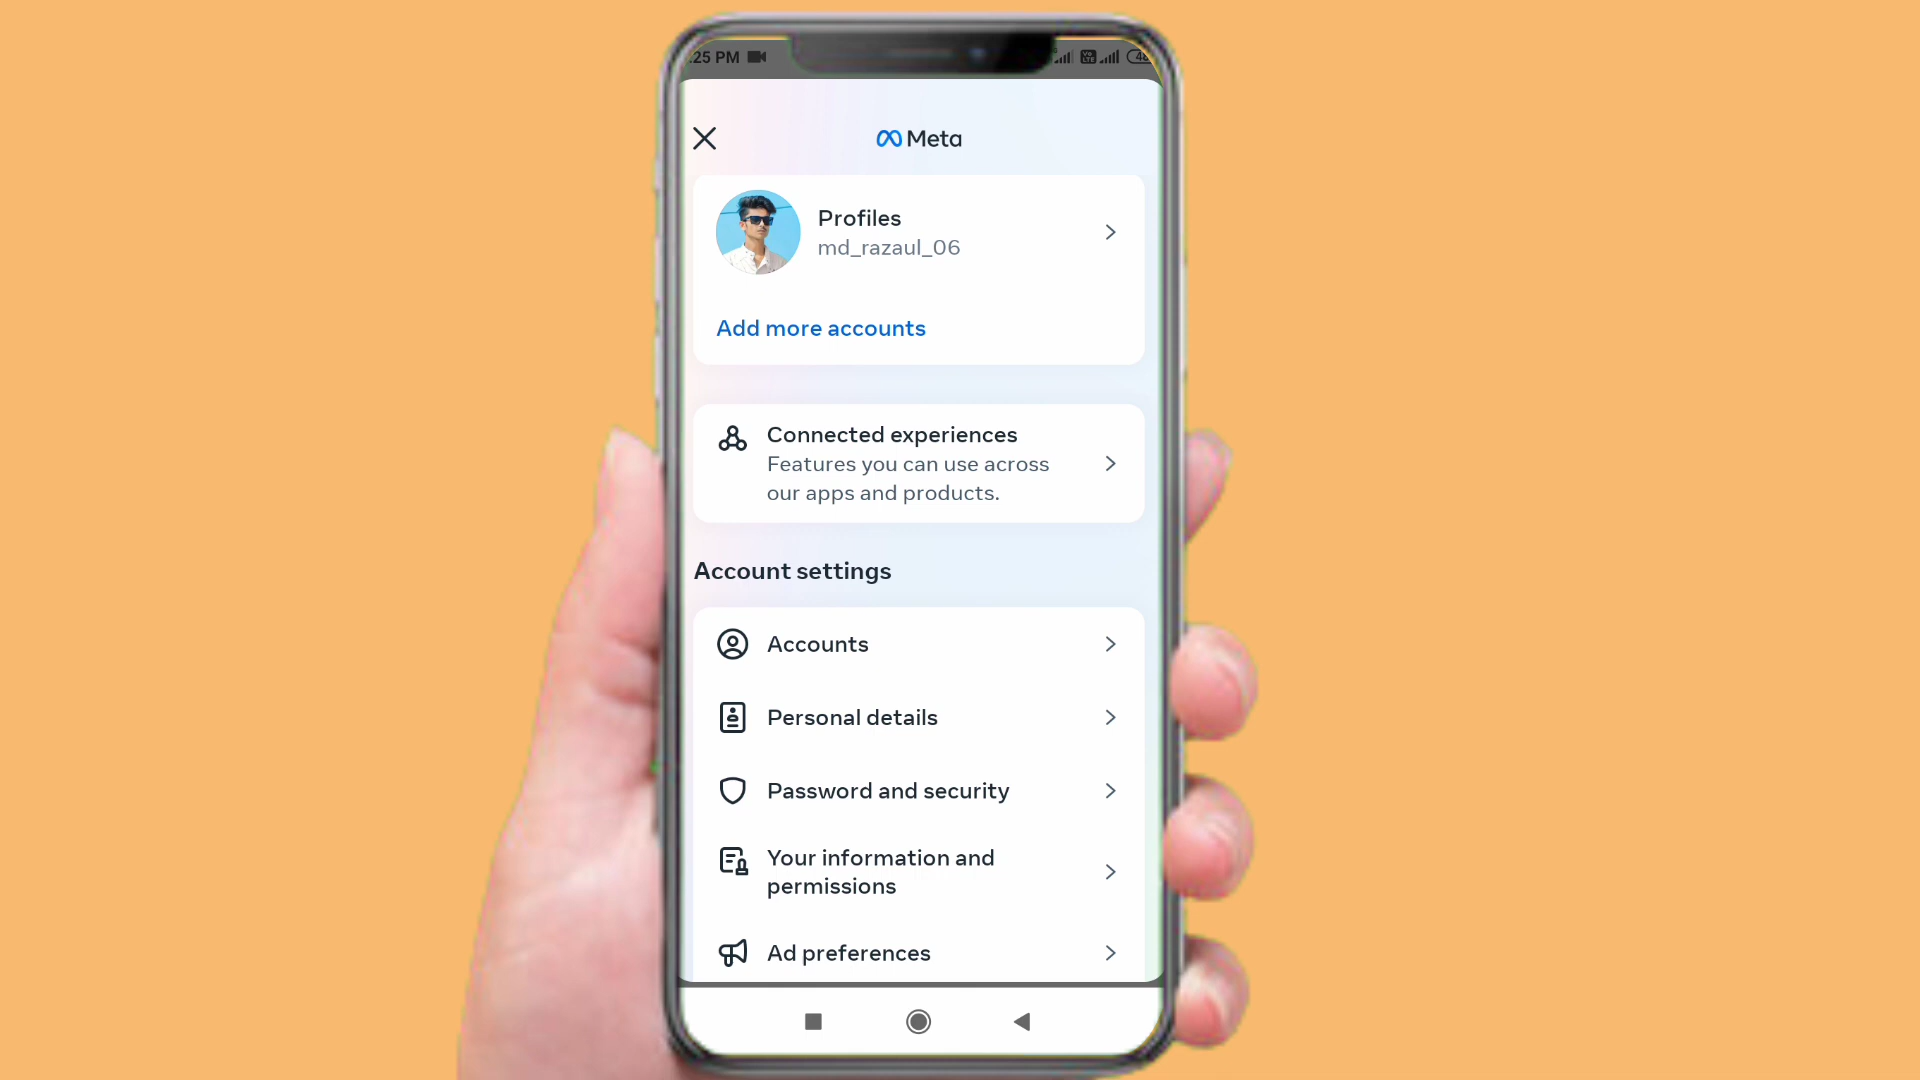 :25 PM
Meta
Profiles
md_razaul_06
Add more accounts
Connected experiences
Features you can use across
our apps and products.
Account settings
Accounts
Personal details
Password and security
Your information and
permissions
Ad preferences